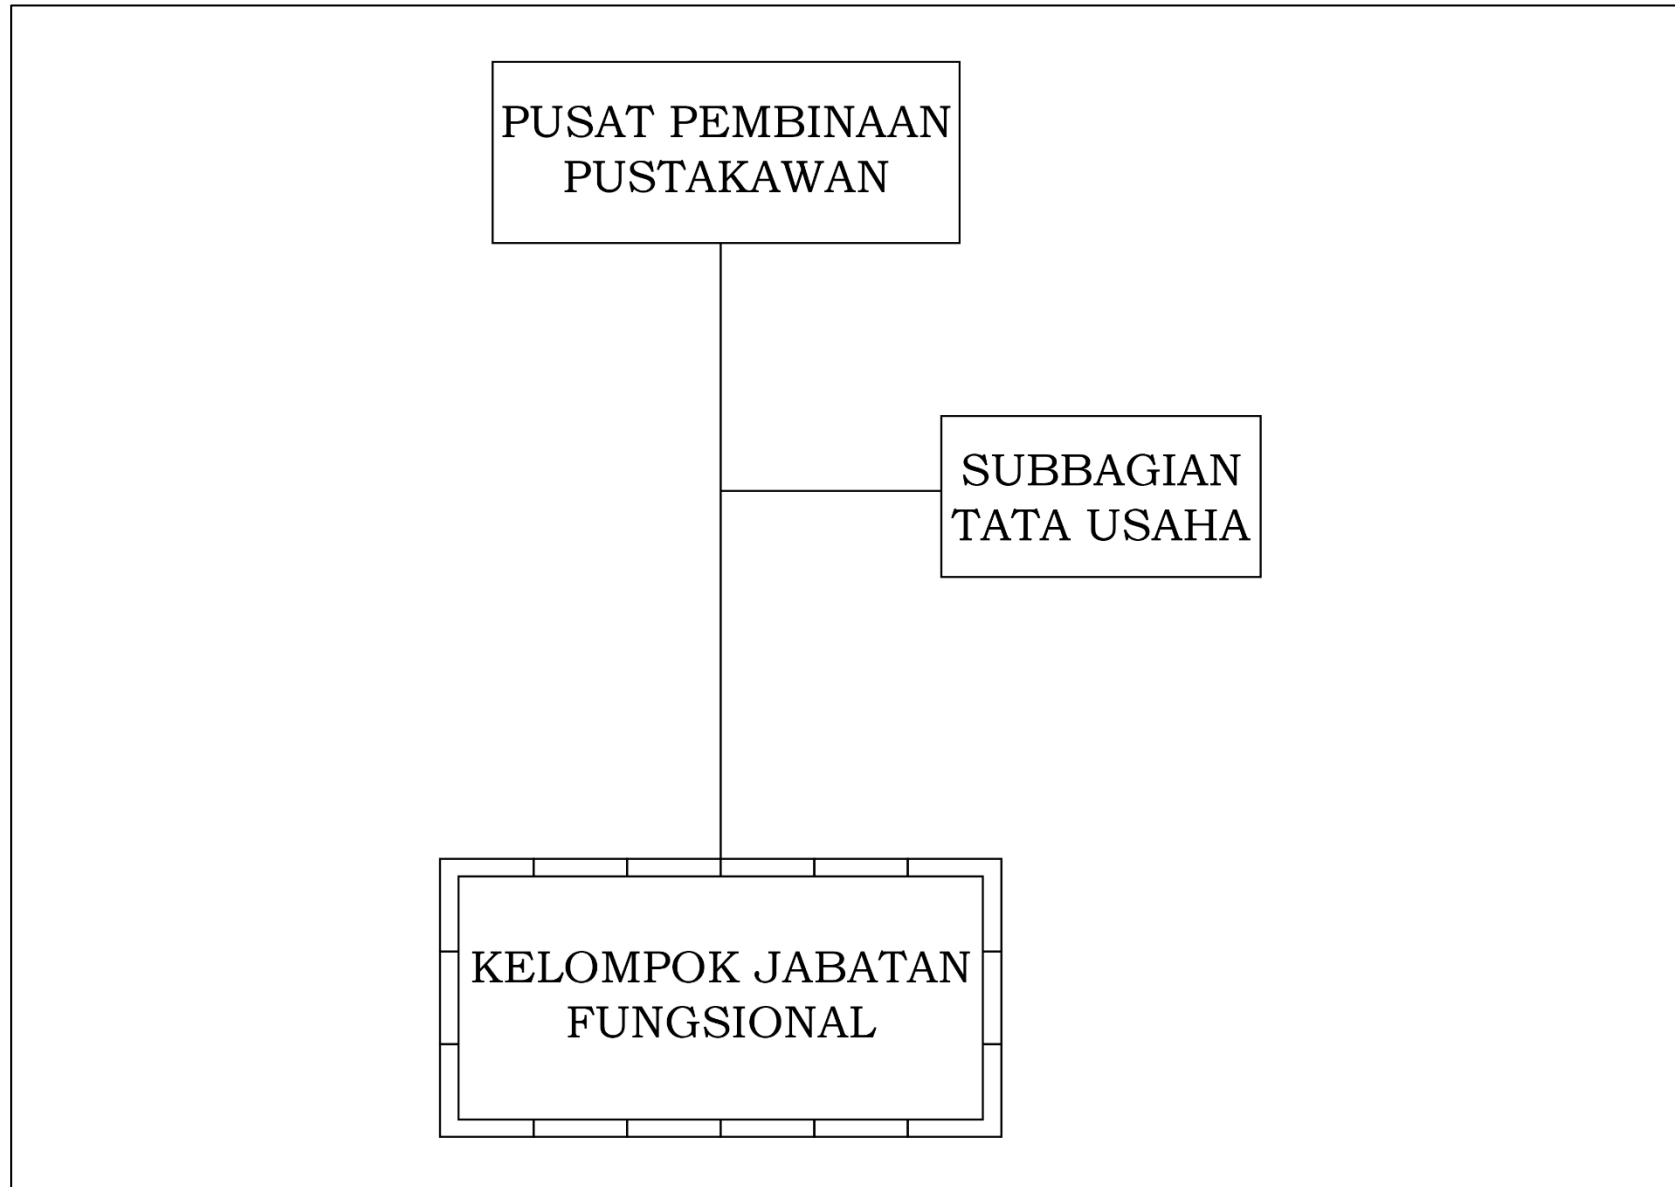 PUSAT PEMBINAAN
PUSTAKAWAN
SUBBAGIAN
TATA USAHA
KELOMPOK JABATAN
FUNGSIONAL